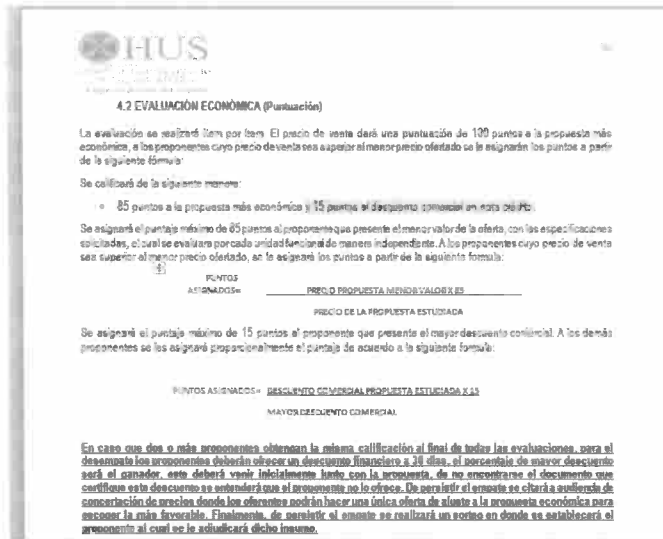 HUS
4.2 EVALUACIÓN ECONÓMICA (Puntuación)
La evaluación se realizará ítem por ítem. El precio de venta dará una puntuación de 100 puntos a la propuesta más
económica, a los proponentes cuyo precio de venta sea superior al menor precio ofertado se le asignarán los puntos a partir
de la siguiente fórmula:
Se calificará de la siguiente manera:
• 85 puntos a la propuesta más económica y 15 puntos al descuento comercial en nota
Se asignará el puntaje máximo de 85 puntos al proponente que presente el menor valor de la oferta, con las especificaciones
solicitadas, el cual se evaluara por cada unidad funcional de manera independiente. A los proponentes cuyo precio de venta
sea superior al menor precio ofertado, se le asignará los puntos a partir de la siguiente formula:
PUNTOS
ASIGNADOS= PRECIO PROPUESTA MENOR VALOR X 85
PRECIO DE LA PROPUESTA ESTUDIADA
Se asignará el puntaje máximo de 15 puntos al proponente que presente el mayor descuento comercial. A los demás
proponentes se les asignará proporcionalmente el puntaje de acuerdo a la siguiente formula:
PUNTOS ASIGNADOS= DESCUENTO COMERCIAL PROPUESTA ESTUDIADA X 15
MAYOR DESCUENTO COMERCIAL
En caso que dos o más proponentes obtengan la misma calificación al final de todas las evaluaciones, para el
desempate los proponentes deberán ofrecer un descuento financiero a 30 días, el porcentaje de mayor descuento
será el ganador, este deberá venir inicialmente junto con la propuesta, de no encontrarse el documento que
certifique este descuento se entenderá que el proponente no lo ofrece. De persistir el empate se citará a audiencia de
concertación de precios donde los oferentes podrán hacer una única oferta de ajuste a la propuesta económica para
escoger la más favorable. Finalmente, de persistir el empate se realizará un sorteo en donde se establecerá el
proponente al cual se le adjudicará dicho insumo.